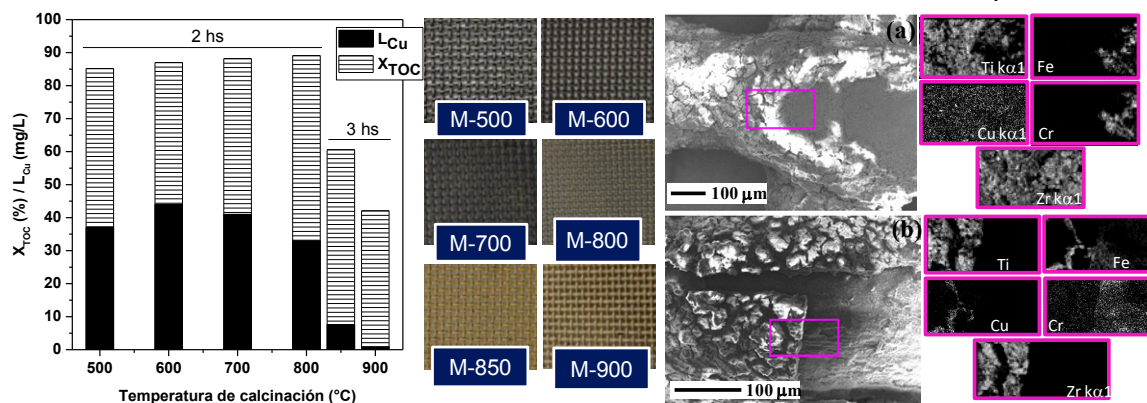 100
90
80
70
60
50
40
30
20
10
0
X_TOC (%) / L_Cu (mg/L)
2 hs
3 hs
L_Cu
X_TOC
500 600 700 800 900
Temperatura de calcinación (°C)
M-500
M-600
M-700
M-800
M-850
M-900
(a)
100 μm
Ti kα1
Fe
Cu kα1
Cr
Zr kα1
(b)
100 μm
Ti
Fe
Cu
Cr
Zr kα1